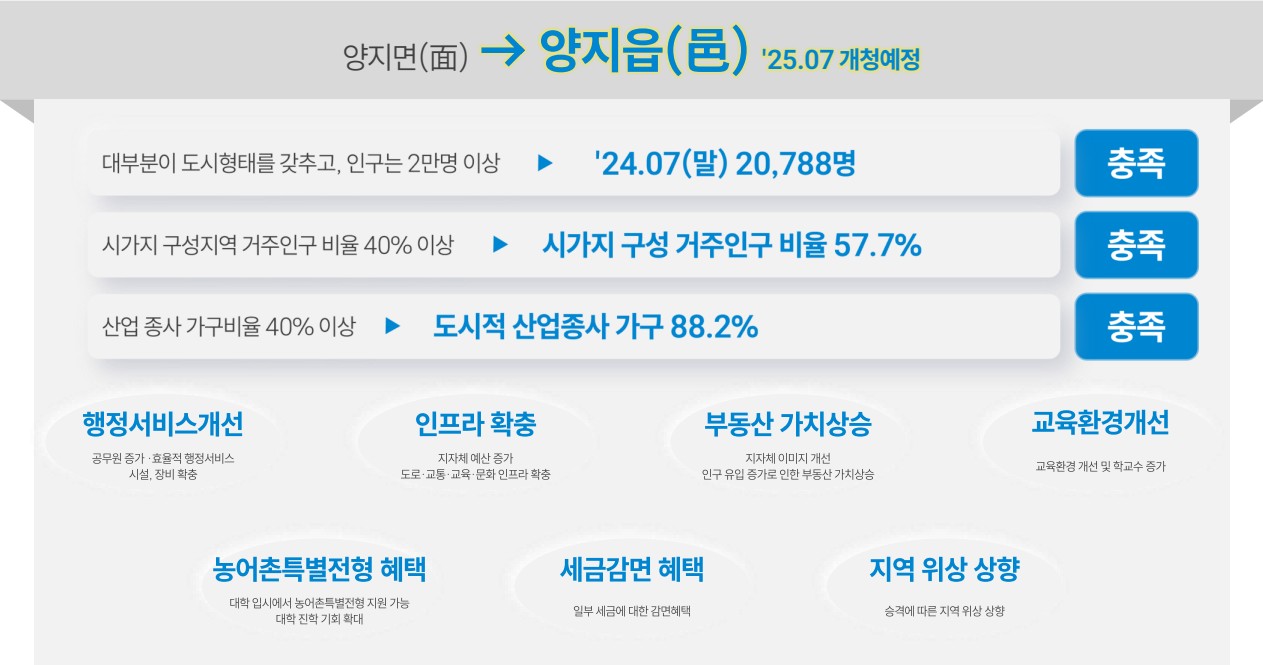 양지면(面) → 양지읍(邑) '25.07 개청예정
대부분이 도시형태를 갖추고, 인구는 2만명 이상 ▶ '24.07(말) 20,788명 충족
시가지 구성지역 거주인구 비율 40% 이상 ▶ 시가지 구성 거주인구 비율 57.7% 충족
산업 종사 가구비율 40% 이상 ▶ 도시적 산업종사 가구 88.2% 충족
행정서비스개선
공무원 증가 ·효율적 행정서비스
시설, 장비 확충
인프라 확충
지자체 예산 증가
도로·교통·교육·문화 인프라 확충
부동산 가치상승
지자체 이미지 개선
인구 유입 증가로 인한 부동산 가치상승
교육환경개선
교육환경 개선 및 학교수 증가
농어촌특별전형 혜택
대학 입시에서 농어촌특별전형 지원 가능
대학 진학 기회 확대
세금감면 혜택
일부 세금에 대한 감면혜택
지역 위상 상향
승격에 따른 지역 위상 상향